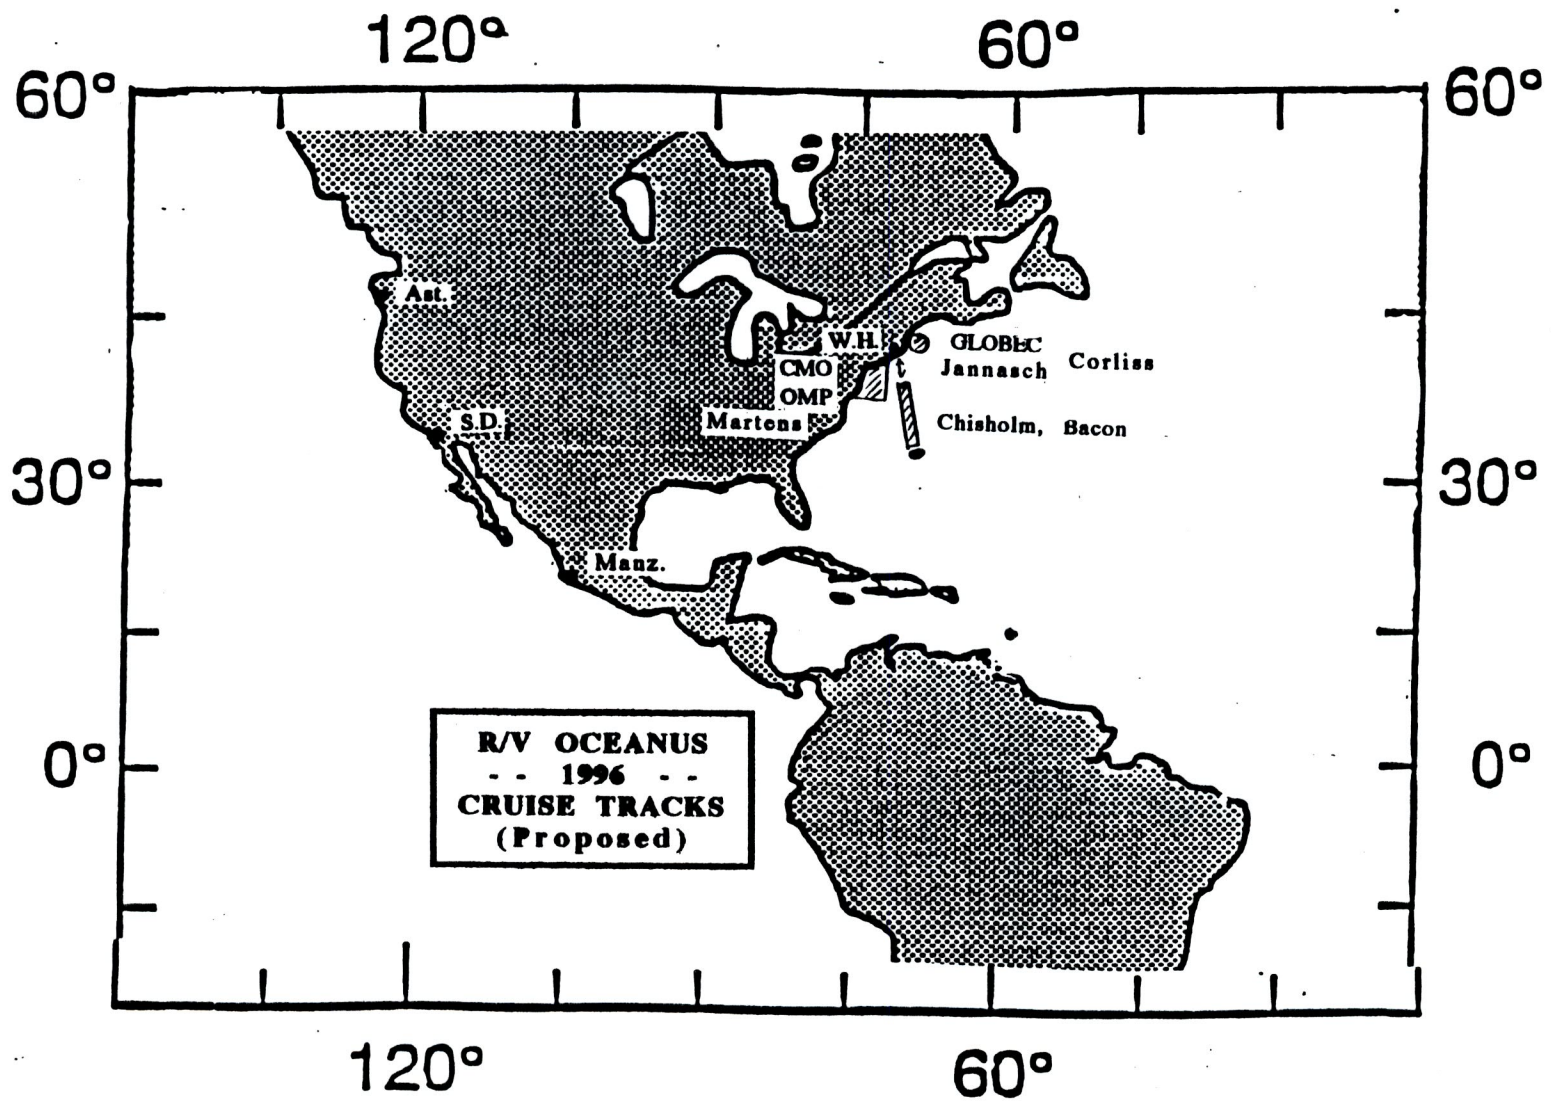 120°
60°
60°
60°
Ast.
W.H.
GLOBEC
Jannasch
Corliss
CMO
OMP
Martens
S.D.
Chisholm, Bacon
30°
30°
Manz.
R/V OCEANUS
- - 1996 - -
CRUISE TRACKS
(Proposed)
0°
0°
120°
60°